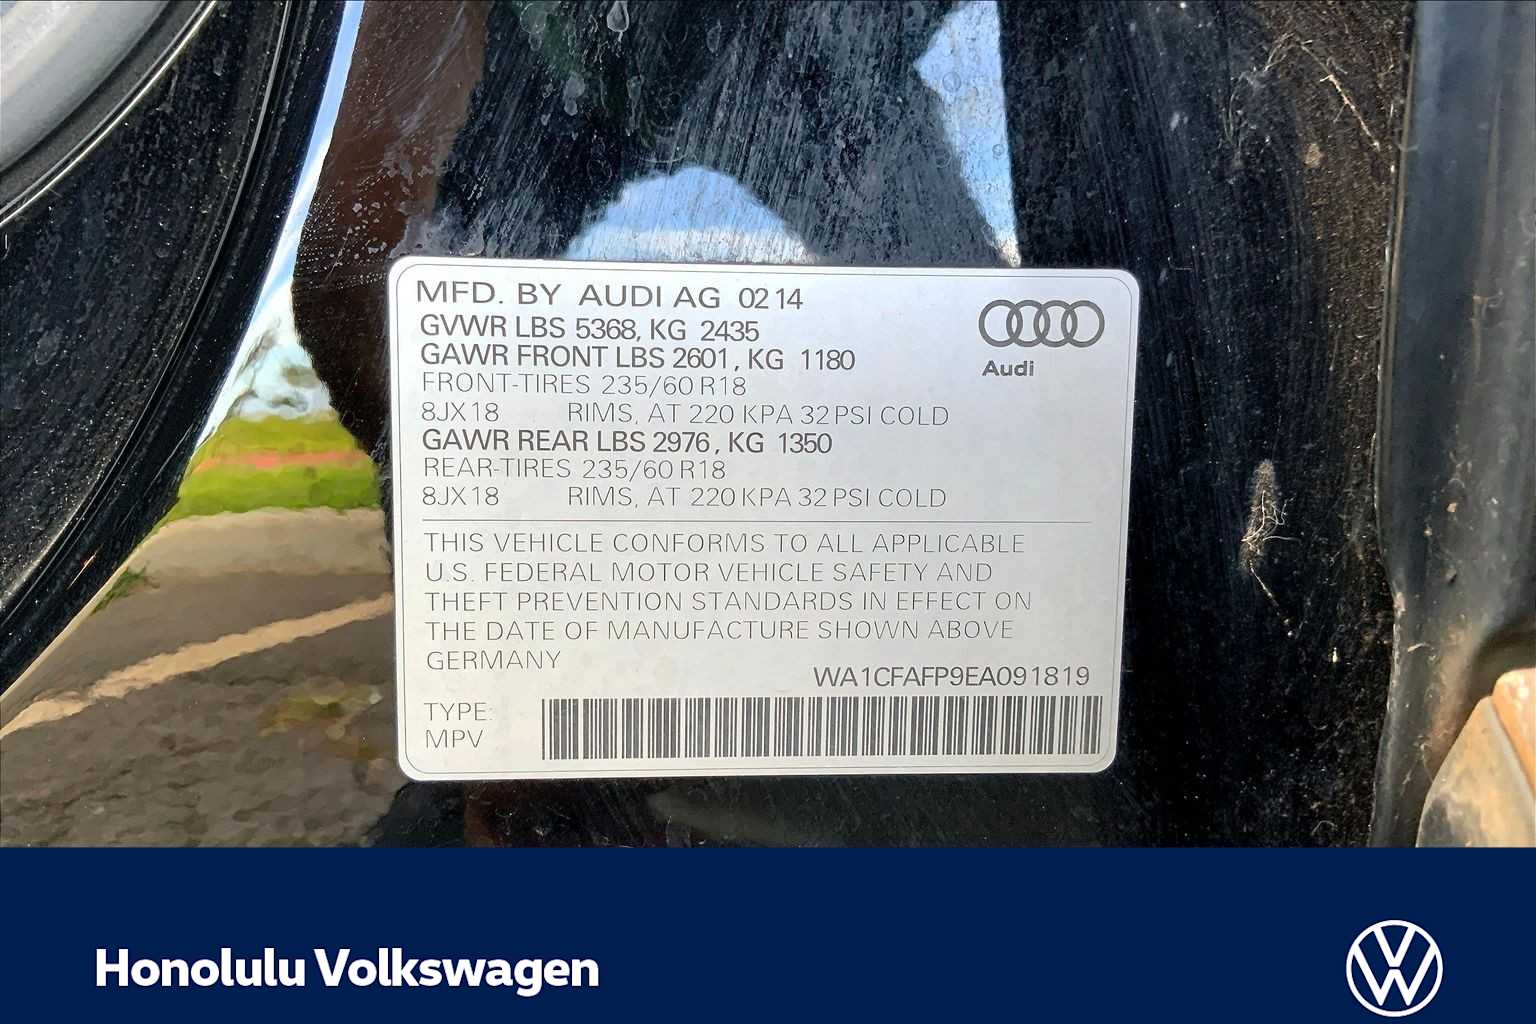 MFD. BY AUDI AG 02 14
GVWR LBS 5368, KG 2435
GAWR FRONT LBS 2601, KG 1180
FRONT-TIRES 235/60 R18
8JX18 RIMS, AT 220 KPA 32 PSI COLD
GAWR REAR LBS 2976, KG 1350
REAR-TIRES 235/60 R18
8JX18 RIMS, AT 220 KPA 32 PSI COLD
Audi
THIS VEHICLE CONFORMS TO ALL APPLICABLE
U.S. FEDERAL MOTOR VEHICLE SAFETY AND
THEFT PREVENTION STANDARDS IN EFFECT ON
THE DATE OF MANUFACTURE SHOWN ABOVE
GERMANY
WA1CFAFP9EA091819
TYPE:
MPV
Honolulu Volkswagen